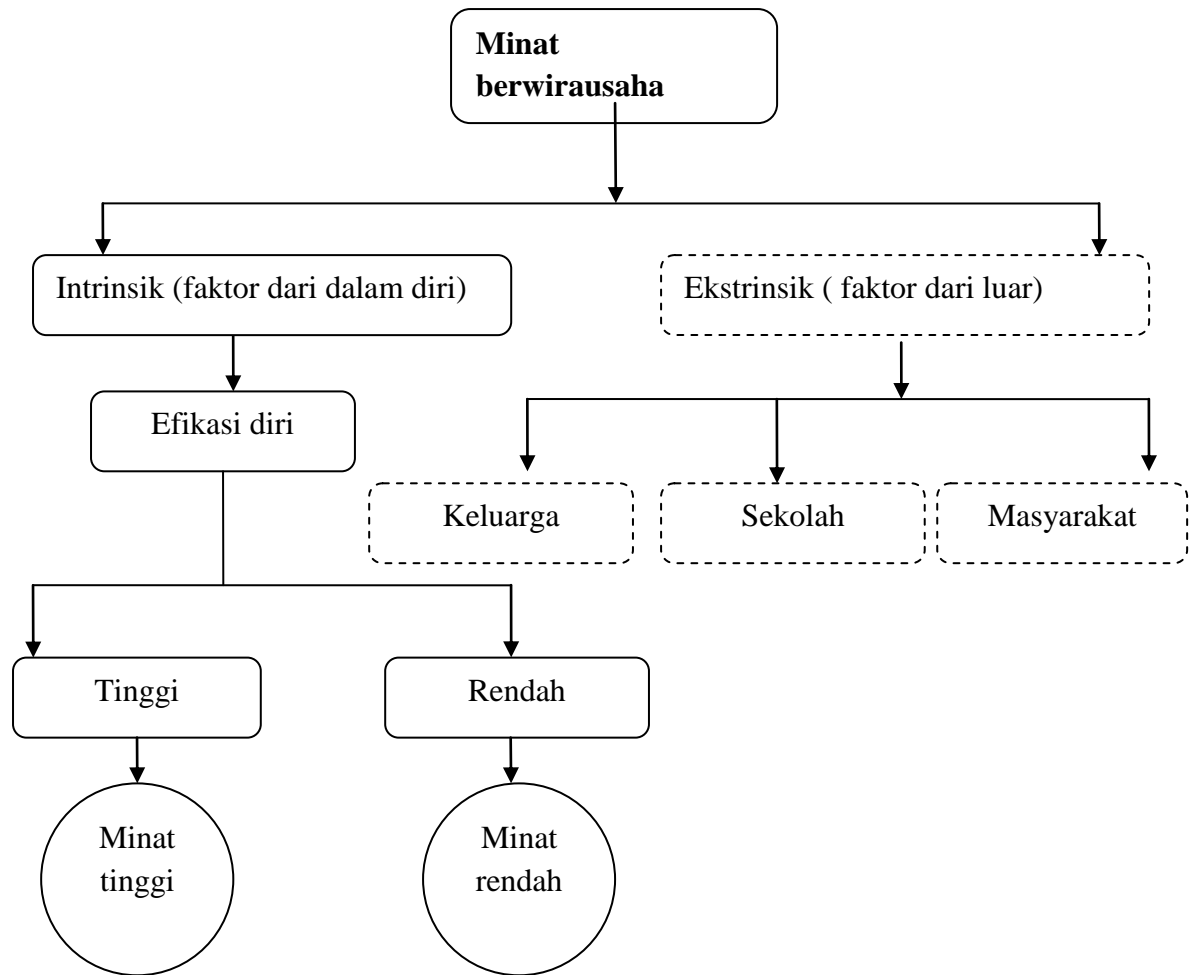 Minat
berwirausaha
Intrinsik (faktor dari dalam diri)
Ekstrinsik ( faktor dari luar)
Efikasi diri
Keluarga
Sekolah
Masyarakat
Tinggi
Rendah
Minat
tinggi
Minat
rendah